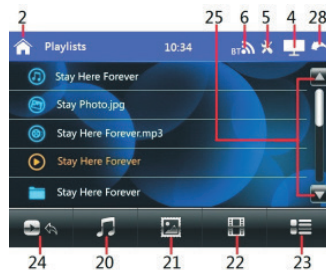 2 25 6 5 4 28
Playlists 10:34 BT
Stay Here Forever
Stay Photo.jpg
Stay Here Forever.mp3
Stay Here Forever
Stay Here Forever
24 20 21 22 23